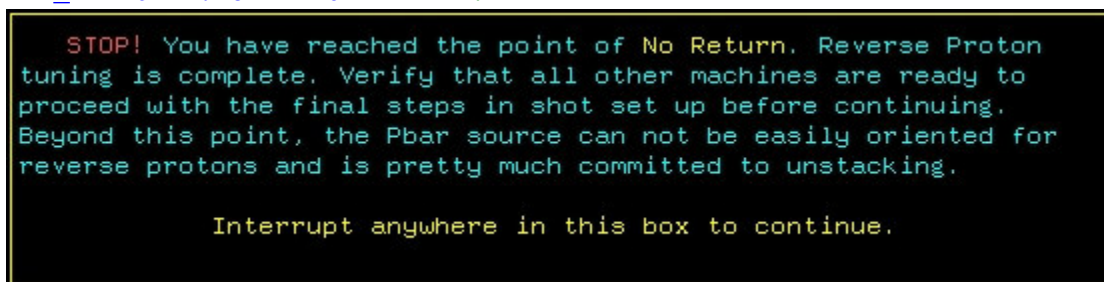 STOP! You have reached the point of No Return. Reverse Proton
tuning is complete. Verify that all other machines are ready to
proceed with the final steps in shot set up before continuing.
Beyond this point, the Pbar source can not be easily oriented for
reverse protons and is pretty much committed to unstacking.
Interrupt anywhere in this box to continue.